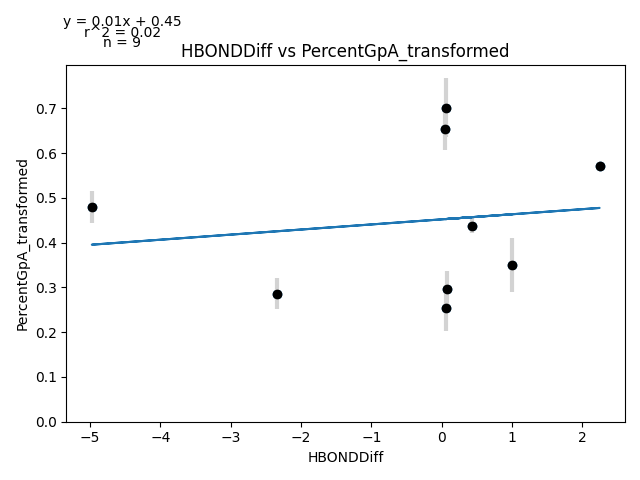 y = 0.01x + 0.45
r^2 = 0.02
n = 9
HBONDDiff vs PercentGpA_transformed
PercentGpA_transformed
0.7
0.6
0.5
0.4
0.3
0.2
0.1
0.0
−5 −4 −3 −2 −1 0 1 2
HBONDDiff